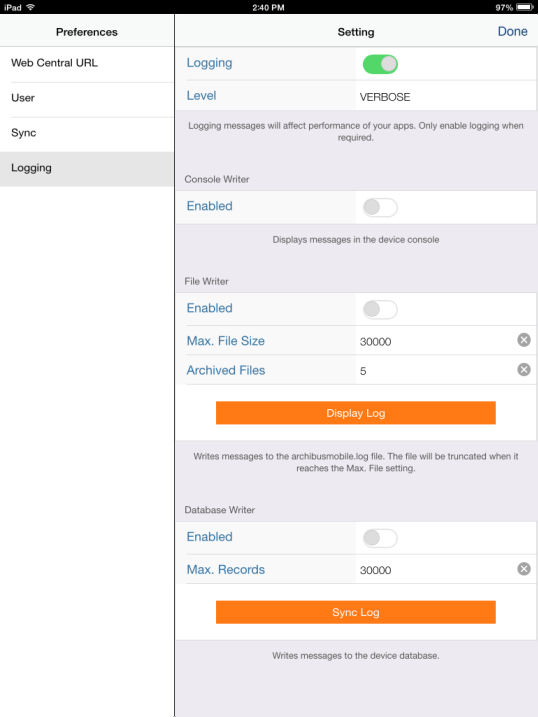 iPad 2:40 PM 97%
Preferences
Setting Done
Web Central URL
User
Sync
Logging
Logging
Level VERBOSE
Logging messages will affect performance of your apps. Only enable logging when
required.
Console Writer
Enabled
Displays messages in the device console
File Writer
Enabled
Max. File Size 30000
Archived Files 5
Display Log
Writes messages to the archibusmobile.log file. The file will be truncated when it
reaches the Max. File setting.
Database Writer
Enabled
Max. Records 30000
Sync Log
Writes messages to the device database.